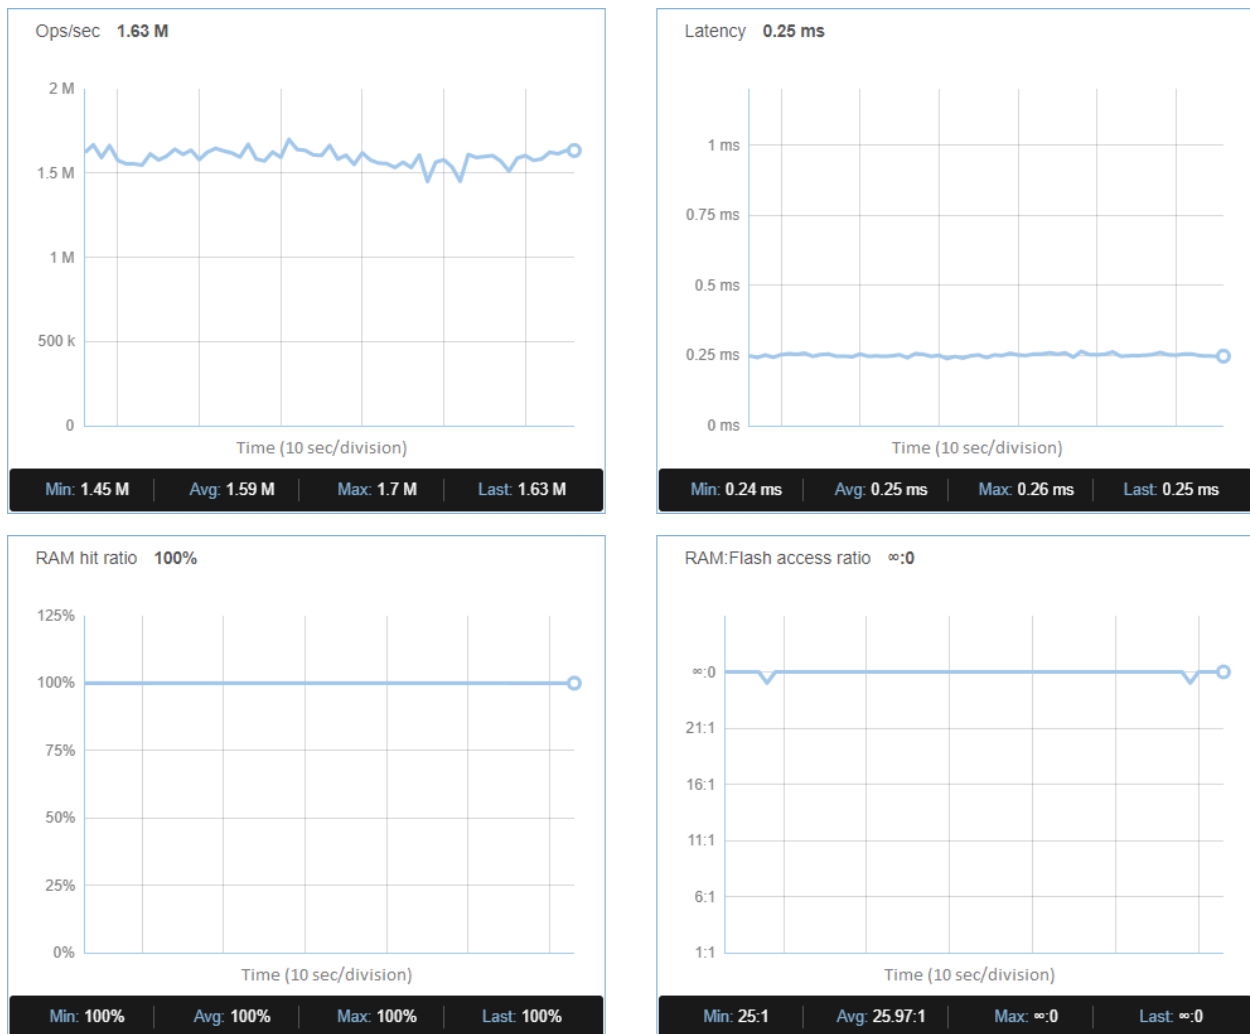 Ops/sec 1.63 M
2 M
1.5 M
1 M
500 k
0
Time (10 sec/division)
Min: 1.45 M Avg: 1.59 M Max: 1.7 M Last: 1.63 M
Latency 0.25 ms
1 ms
0.75 ms
0.5 ms
0.25 ms
0 ms
Time (10 sec/division)
Min: 0.24 ms Avg: 0.25 ms Max: 0.26 ms Last: 0.25 ms
RAM hit ratio 100%
125%
100%
75%
50%
25%
0%
Time (10 sec/division)
Min: 100% Avg: 100% Max: 100% Last: 100%
RAM:Flash access ratio ∞:0
∞:0
21:1
16:1
11:1
6:1
1:1
Time (10 sec/division)
Min: 25:1 Avg: 25.97:1 Max: ∞:0 Last: ∞:0